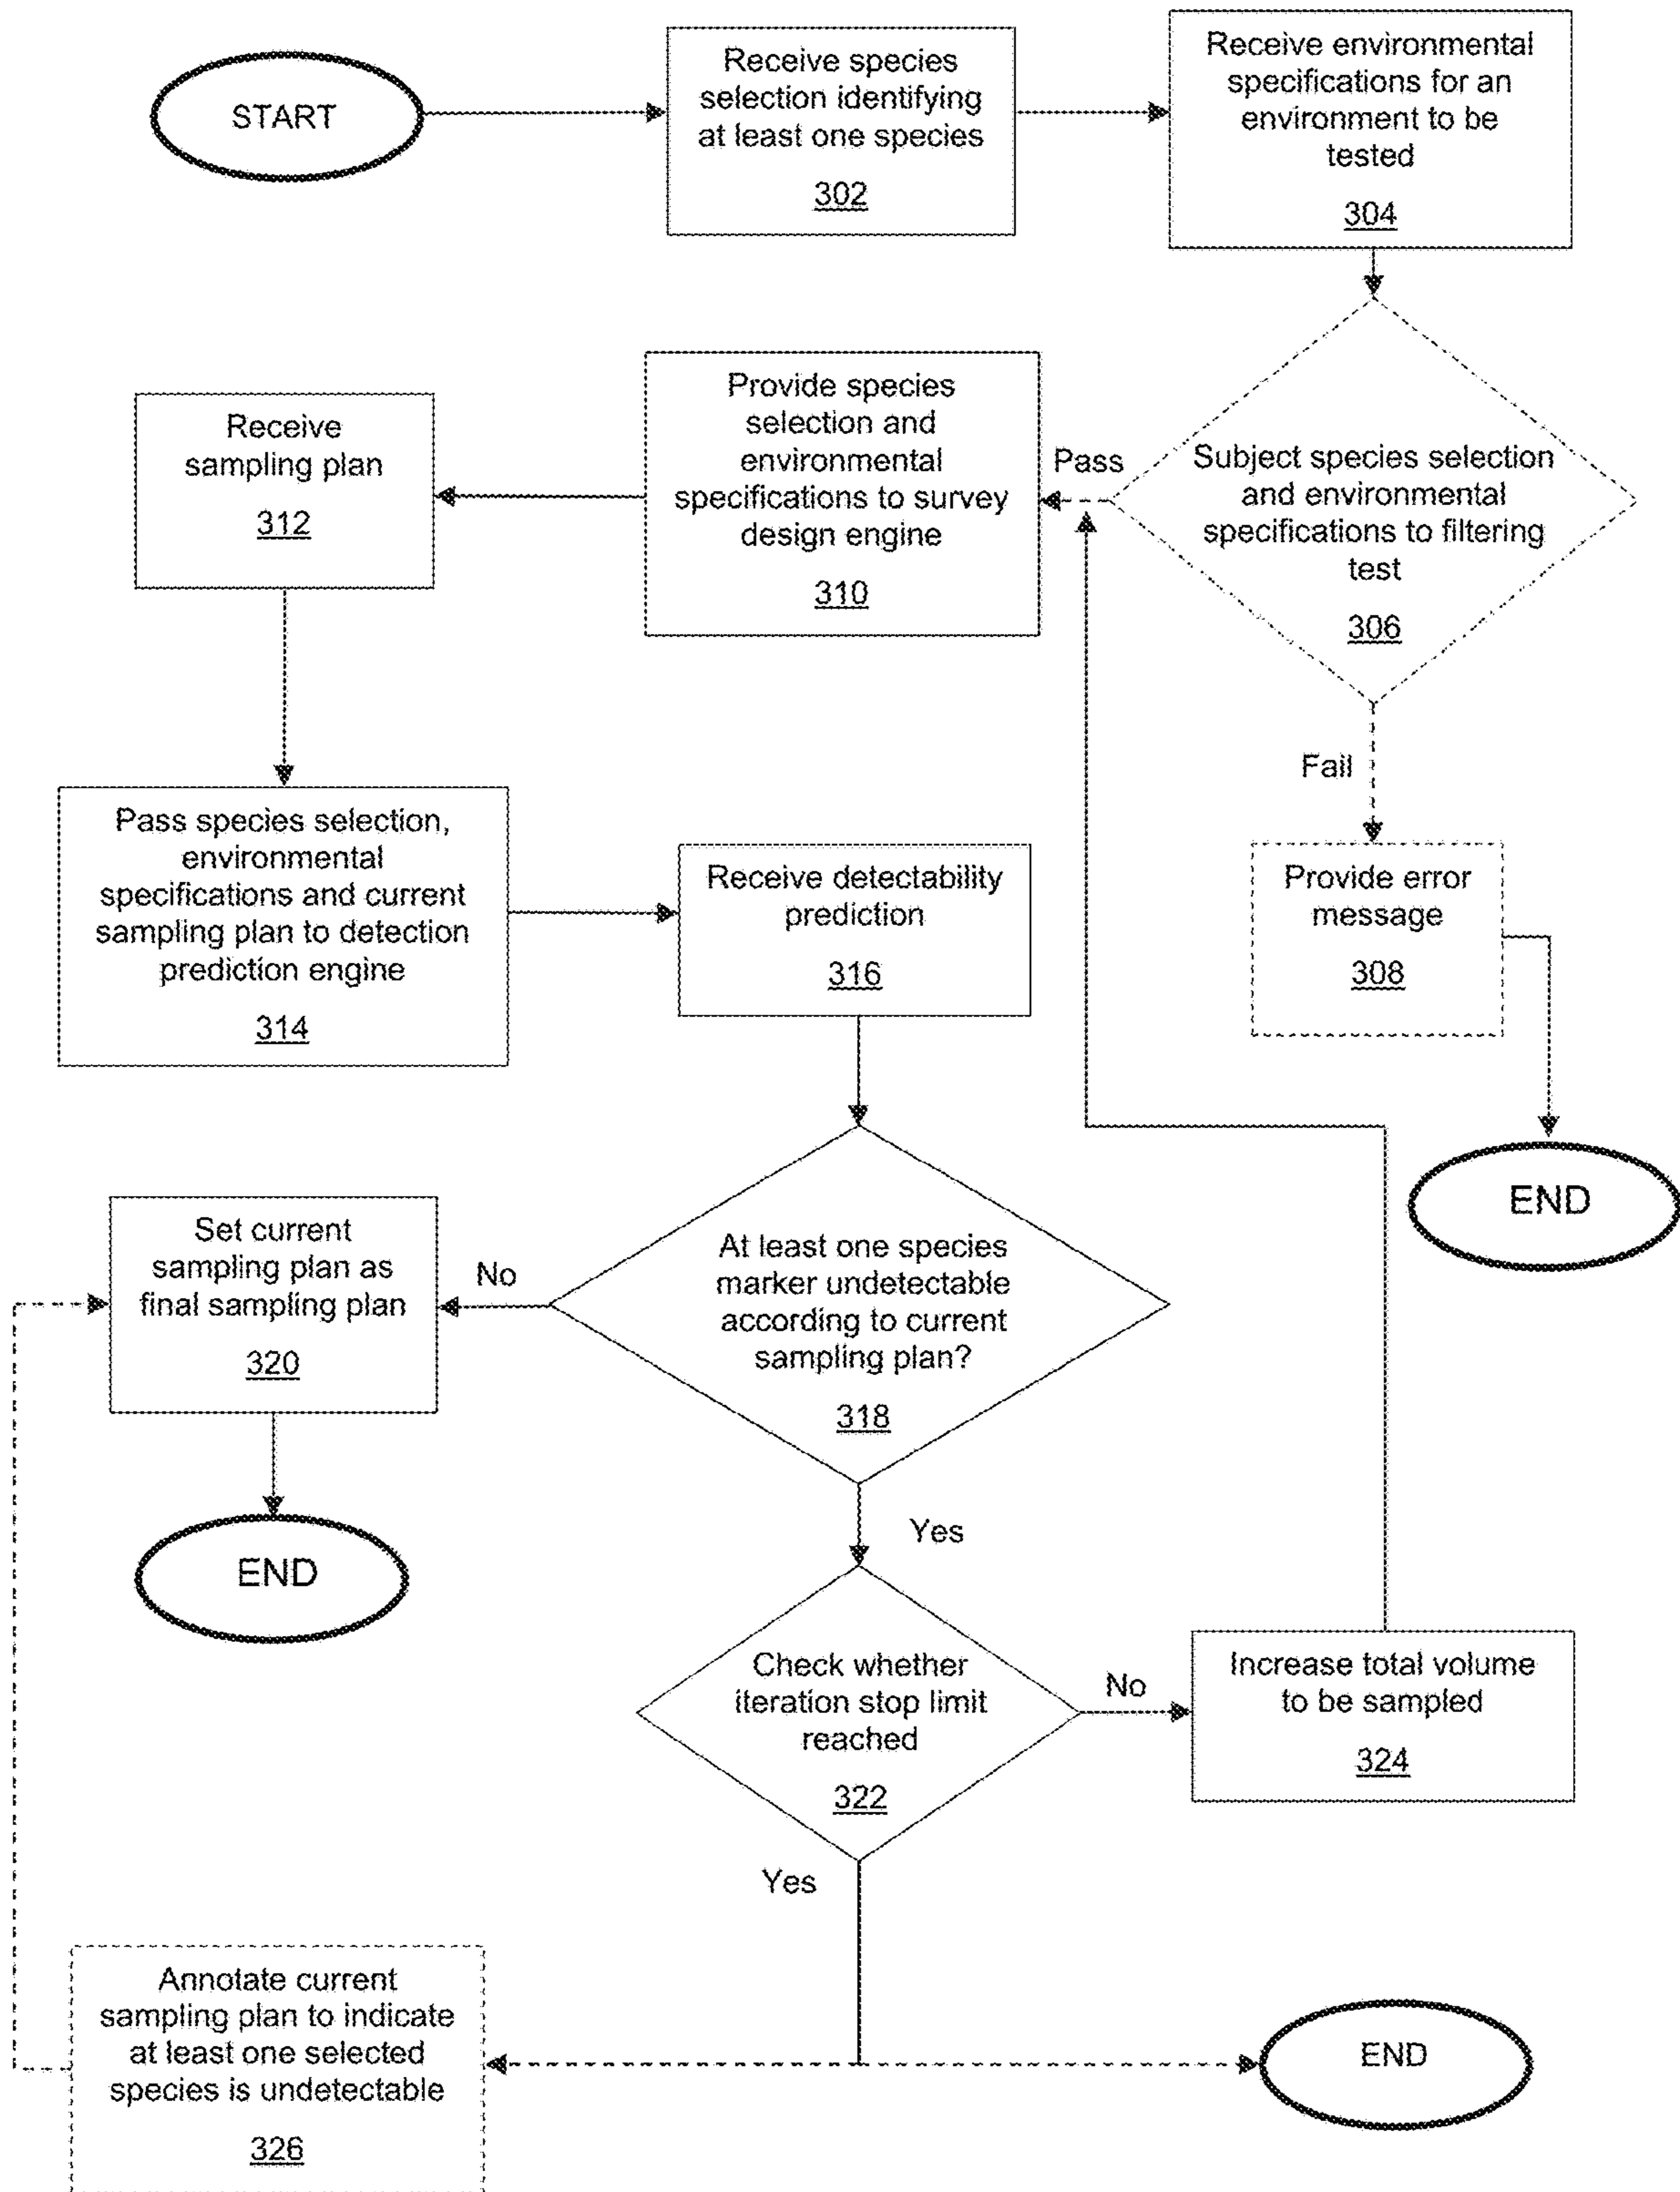 START
Receive species
selection identifying
at least one species
302
Receive environmental
specifications for an
environment to be
tested
304
Subject species selection
and environmental
specifications to filtering
test
306
Pass
Fail
Provide error
message
308
END
Provide species
selection and
environmental
specifications to survey
design engine
310
Receive
sampling plan
312
Pass species selection,
environmental
specifications and current
sampling plan to detection
prediction engine
314
Receive detectability
prediction
316
At least one species
marker undetectable
according to current
sampling plan?
318
No
Set current
sampling plan as
final sampling plan
320
END
Yes
Check whether
iteration stop limit
reached
322
No
Increase total volume
to be sampled
324
Yes
Annotate current
sampling plan to indicate
at least one selected
species is undetectable
326
END